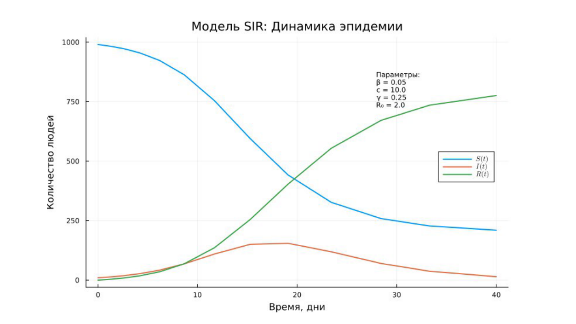 Модель SIR: Динамика эпидемии
Количество людей
1000
750
500
250
0
Параметры:
β = 0.05
c = 10.0
γ = 0.25
R₀ = 2.0
S(t)
I(t)
R(t)
0
10
20
30
40
Время, дни